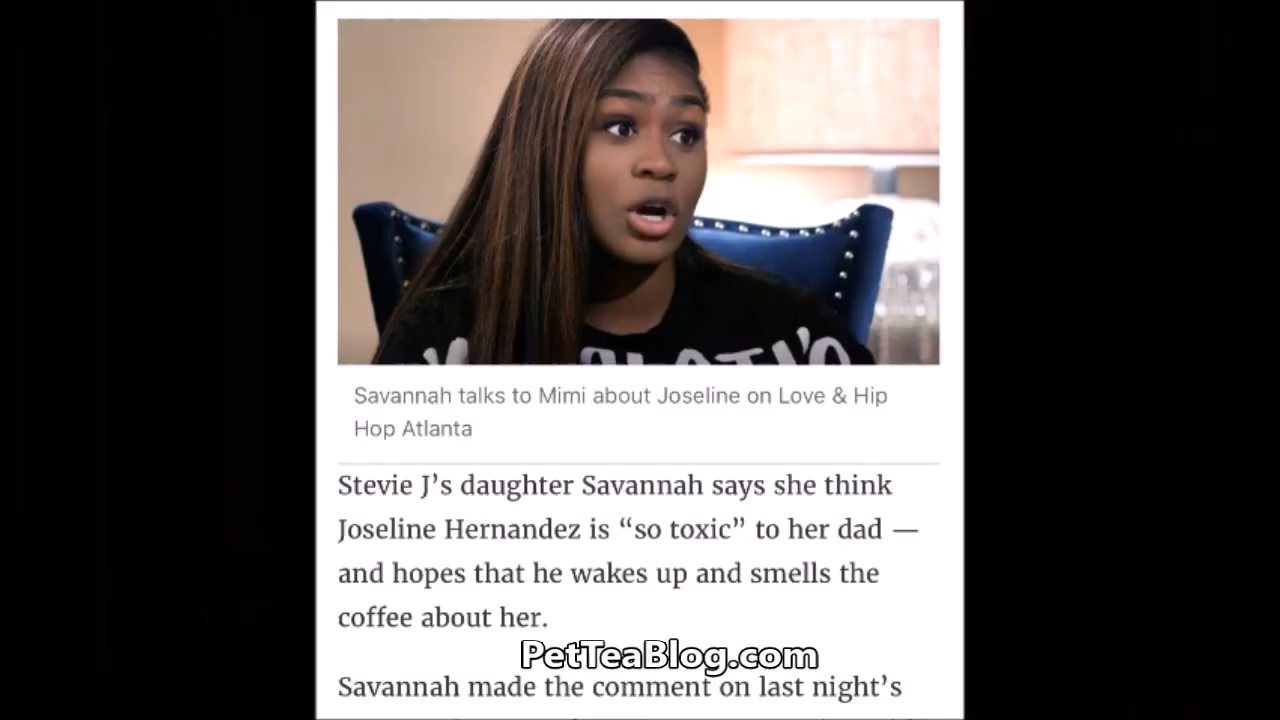 Savannah talks to Mimi about Joseline on Love & Hip
Hop Atlanta
Stevie J’s daughter Savannah says she think
Joseline Hernandez is “so toxic” to her dad —
and hopes that he wakes up and smells the
coffee about her.
PetTeaBlog.com
Savannah made the comment on last night’s